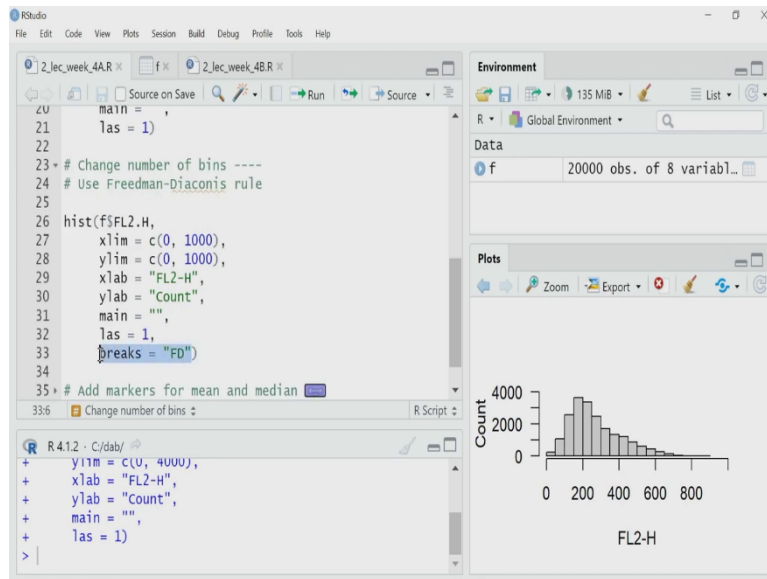 RStudio
File Edit Code View Plots Session Build Debug Profile Tools Help
2_lec_week_4A.R × f × 2_lec_week_4B.R ×
Source on Save Run Source
20 main = "",
21 las = 1)
22
23 # Change number of bins ----
24 # Use Freedman-Diaconis rule
25
26 hist(f$FL2.H,
27 xlim = c(0, 1000),
28 ylim = c(0, 1000),
29 xlab = "FL2-H",
30 ylab = "Count",
31 main = "",
32 las = 1,
33 breaks = "FD")
34
35 # Add markers for mean and median
33:6 Change number of bins R Script
R 4.1.2 · C:/dab/
+ ylim = c(0, 4000),
+ xlab = "FL2-H",
+ ylab = "Count",
+ main = "",
+ las = 1)
>
Environment
135 MiB List
R Global Environment
Data
f 20000 obs. of 8 variabl…
Plots
Zoom Export
Count
4000
2000
0
0 200 400 600 800
FL2-H